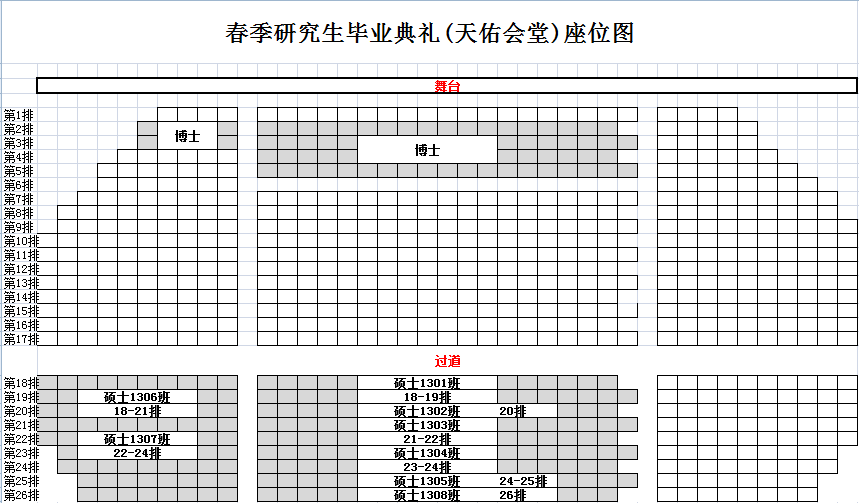 春季研究生毕业典礼(天佑会堂)座位图
舞台
第1排
第2排
博士
第3排
博士
第4排
第5排
第6排
第7排
第8排
第9排
第10排
第11排
第12排
第13排
第14排
第15排
第16排
第17排
过道
第18排 硕士1301班
第19排 硕士1306班 18-19排
第20排 18-21排 硕士1302班 20排
第21排 硕士1303班
第22排 硕士1307班 21-22排
第23排 22-24排 硕士1304班
第24排 23-24排
第25排 硕士1305班 24-25排
第26排 硕士1308班 26排